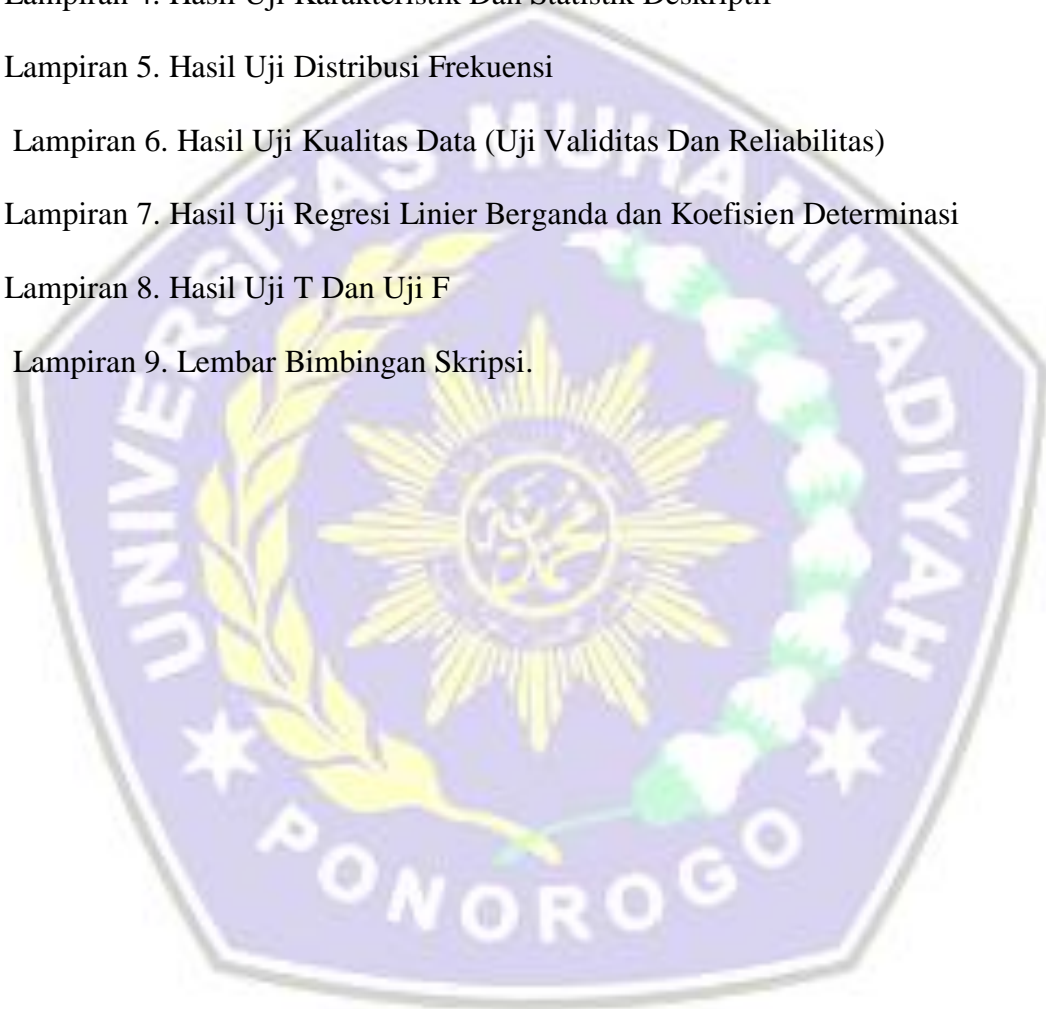 Lampiran 4. Hasil Uji Karakteristik Dan Statistik Deskriptif
Lampiran 5. Hasil Uji Distribusi Frekuensi
Lampiran 6. Hasil Uji Kualitas Data (Uji Validitas Dan Reliabilitas)
Lampiran 7. Hasil Uji Regresi Linier Berganda dan Koefisien Determinasi
Lampiran 8. Hasil Uji T Dan Uji F
Lampiran 9. Lembar Bimbingan Skripsi.
UNIVERSITAS MUHAMMADIYAH
PONOROGO